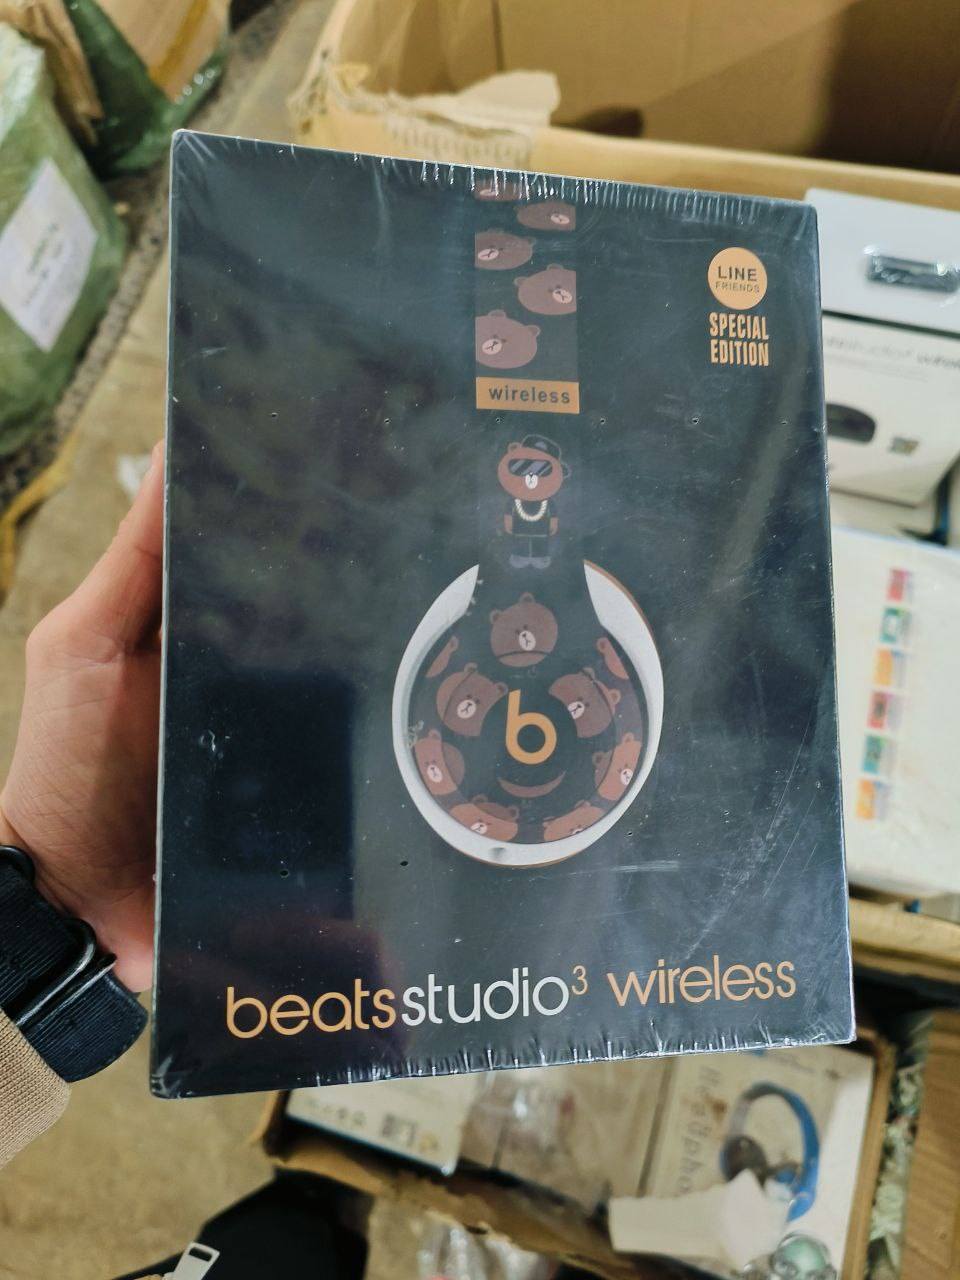 LINE
FRIENDS
SPECIAL
EDITION
wireless
b
beatsstudio³ wireless